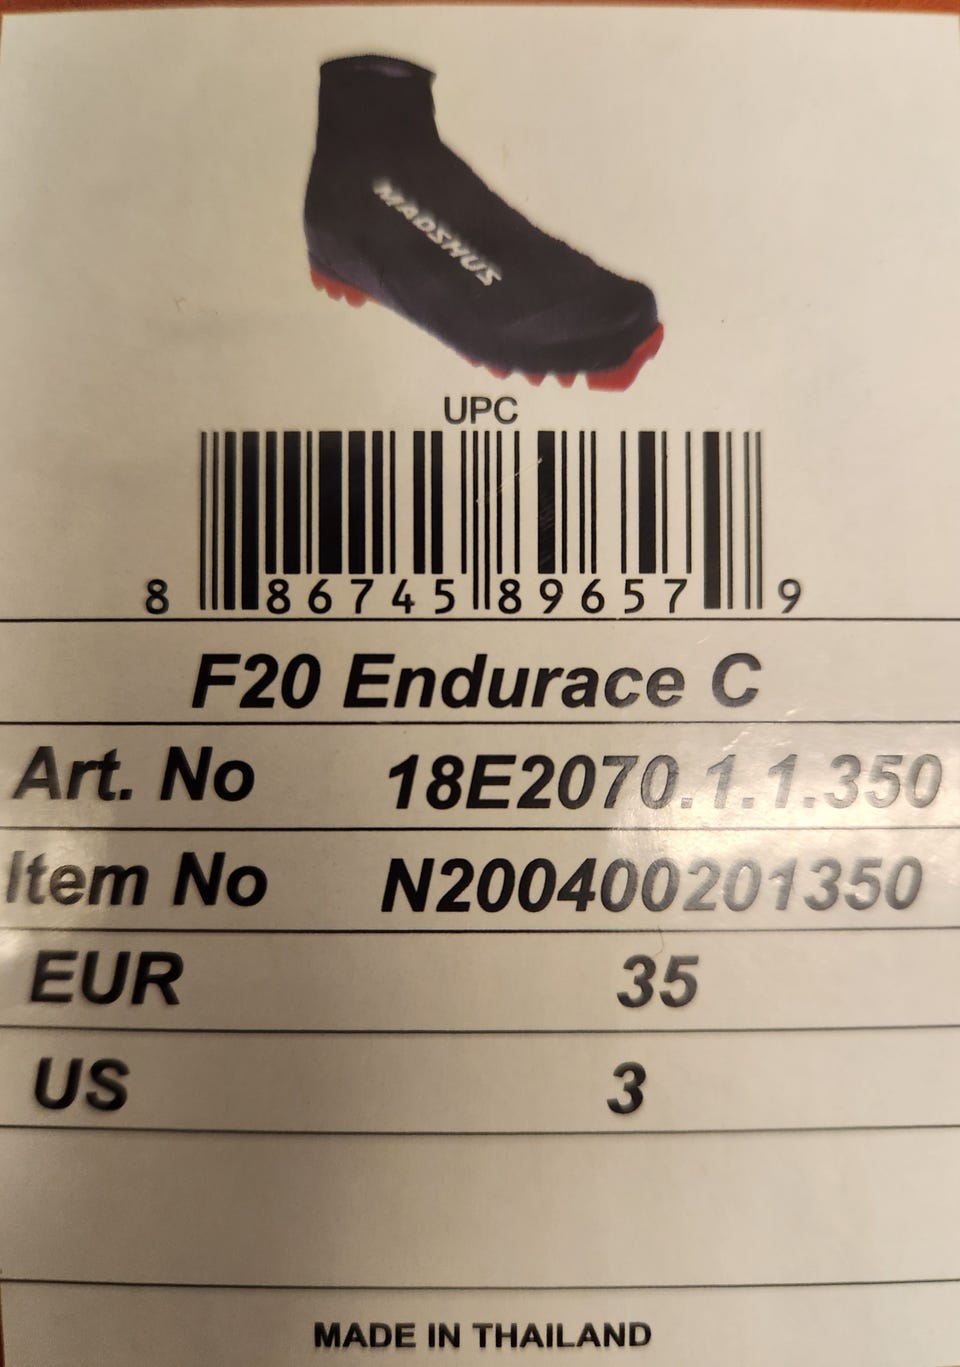 MADSHUS
UPC
8 86745 89657 9
F20 Endurace C
Art. No 18E2070.1.1.350
Item No N200400201350
EUR 35
US 3
MADE IN THAILAND